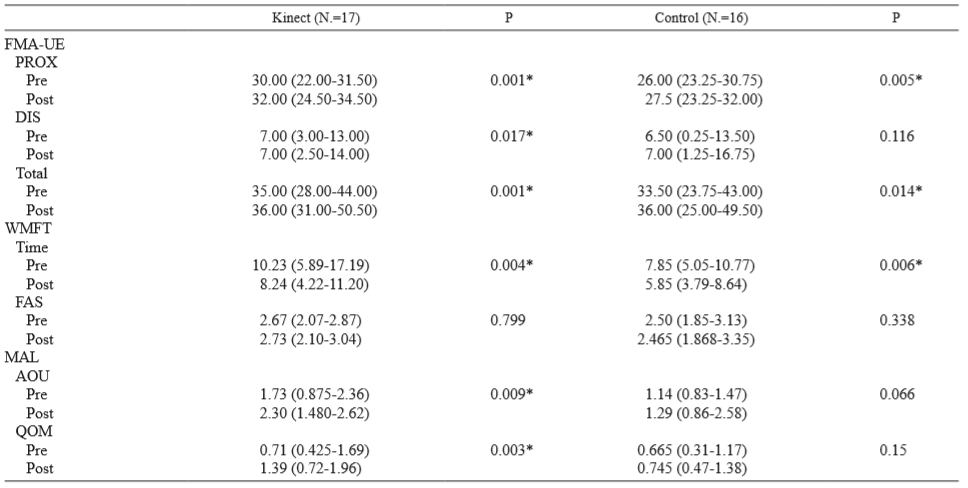 Kinect (N.=17) P Control (N.=16) P
FMA-UE
PROX
Pre 30.00 (22.00-31.50) 0.001* 26.00 (23.25-30.75) 0.005*
Post 32.00 (24.50-34.50) 27.5 (23.25-32.00)
DIS
Pre 7.00 (3.00-13.00) 0.017* 6.50 (0.25-13.50) 0.116
Post 7.00 (2.50-14.00) 7.00 (1.25-16.75)
Total
Pre 35.00 (28.00-44.00) 0.001* 33.50 (23.75-43.00) 0.014*
Post 36.00 (31.00-50.50) 36.00 (25.00-49.50)
WMFT
Time
Pre 10.23 (5.89-17.19) 0.004* 7.85 (5.05-10.77) 0.006*
Post 8.24 (4.22-11.20) 5.85 (3.79-8.64)
FAS
Pre 2.67 (2.07-2.87) 0.799 2.50 (1.85-3.13) 0.338
Post 2.73 (2.10-3.04) 2.465 (1.868-3.35)
MAL
AOU
Pre 1.73 (0.875-2.36) 0.009* 1.14 (0.83-1.47) 0.066
Post 2.30 (1.480-2.62) 1.29 (0.86-2.58)
QOM
Pre 0.71 (0.425-1.69) 0.003* 0.665 (0.31-1.17) 0.15
Post 1.39 (0.72-1.96) 0.745 (0.47-1.38)